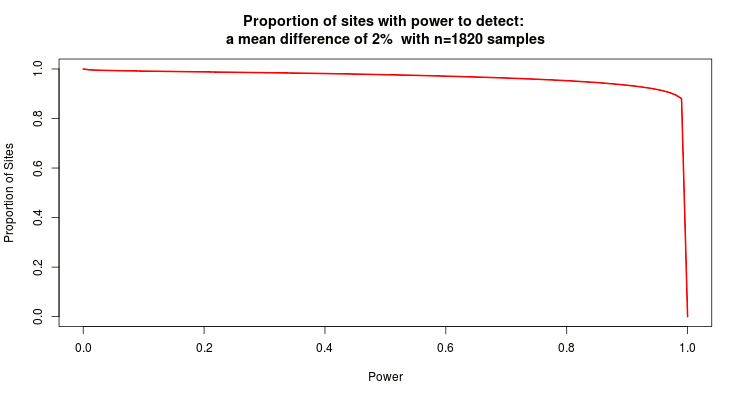 Proportion of sites with power to detect:
a mean difference of 2%  with n=1820 samples
Proportion of Sites
1.0
0.8
0.6
0.4
0.2
0.0
0.0 0.2 0.4 0.6 0.8 1.0
Power